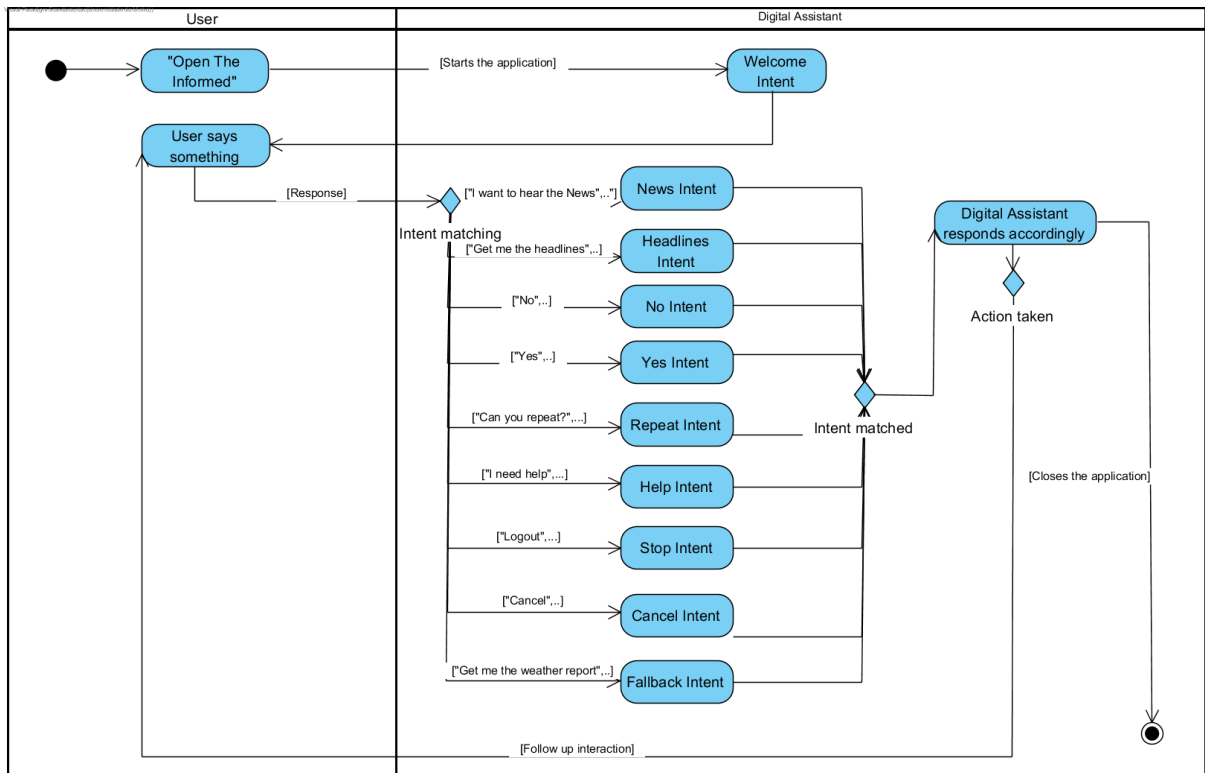 User
Digital Assistant
"Open The
Informed"
[Starts the application]
Welcome
Intent
User says
something
[Response]
Intent matching
["I want to hear the News",.."]
News Intent
["Get me the headlines",..]
Headlines
Intent
["No",..]
No Intent
["Yes",..]
Yes Intent
["Can you repeat?",...]
Repeat Intent
["I need help",...]
Help Intent
["Logout",...]
Stop Intent
["Cancel",..]
Cancel Intent
["Get me the weather report",..]
Fallback Intent
Intent matched
Digital Assistant
responds accordingly
Action taken
[Closes the application]
[Follow up interaction]